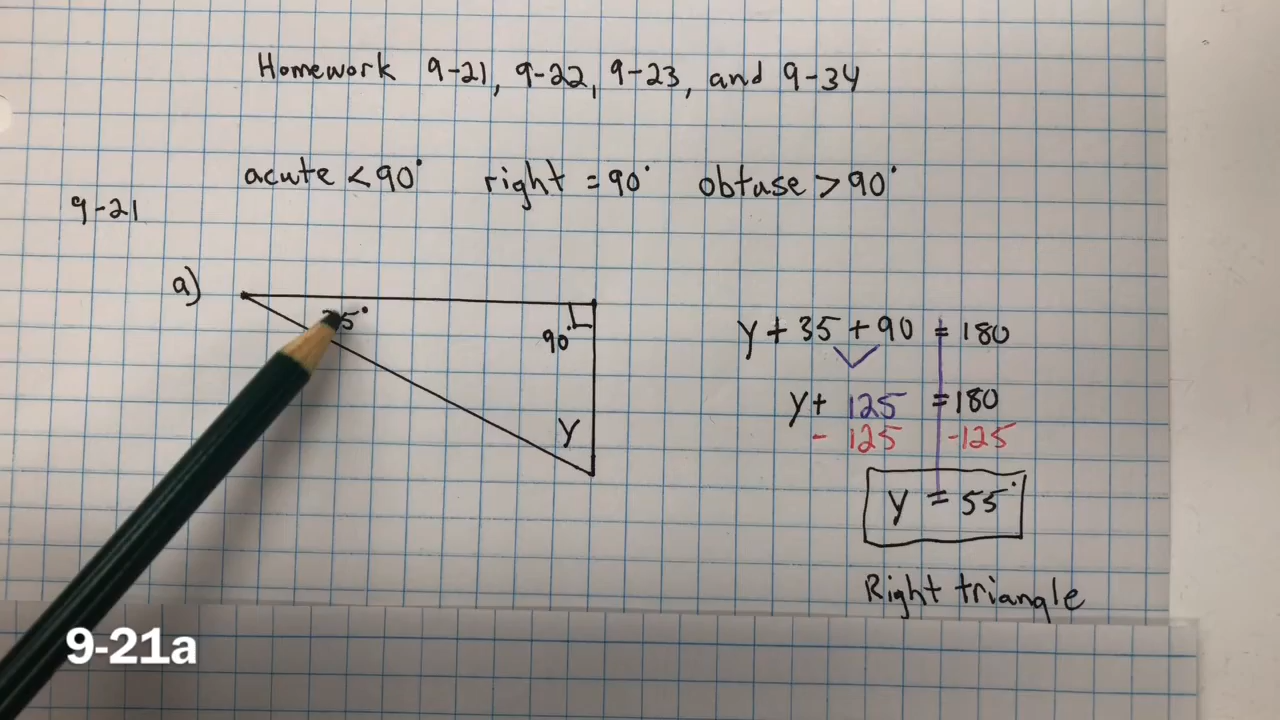 Homework 9-21, 9-22, 9-23, and 9-34
acute < 90° right = 90° obtuse > 90°
9-21
a)
5°
90°
y
y + 35 + 90 = 180
y + 125 = 180
- 125 -125
y = 55°
Right triangle
9-21a